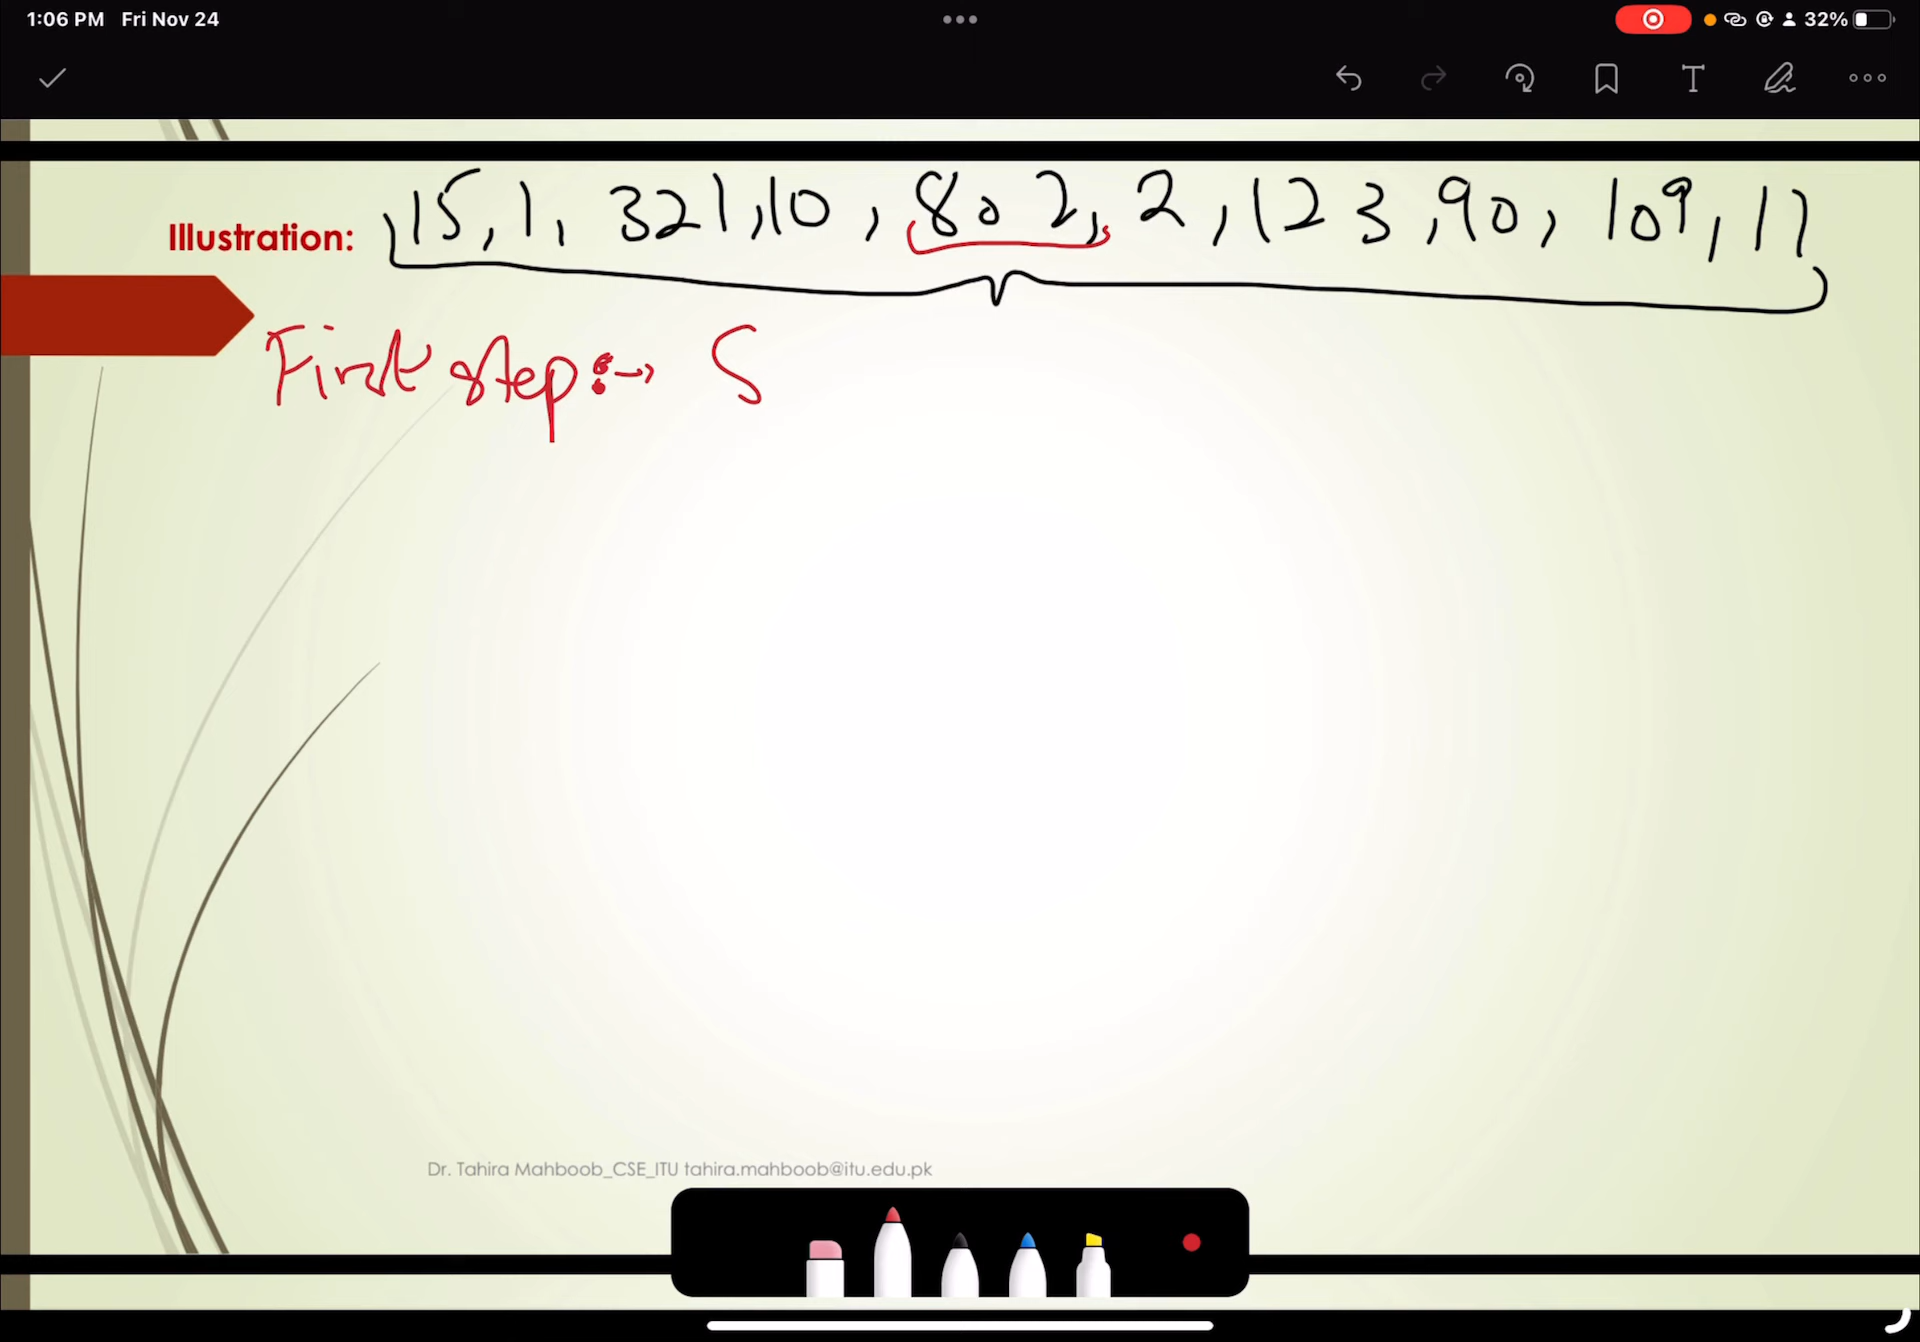 1:06 PM Fri Nov 24
32%
Illustration: 15, 1, 321, 10, 802, 2, 123, 90, 109, 11
First step:→ S
Dr. Tahira Mahboob_CSE_ITU tahira.mahboob@itu.edu.pk